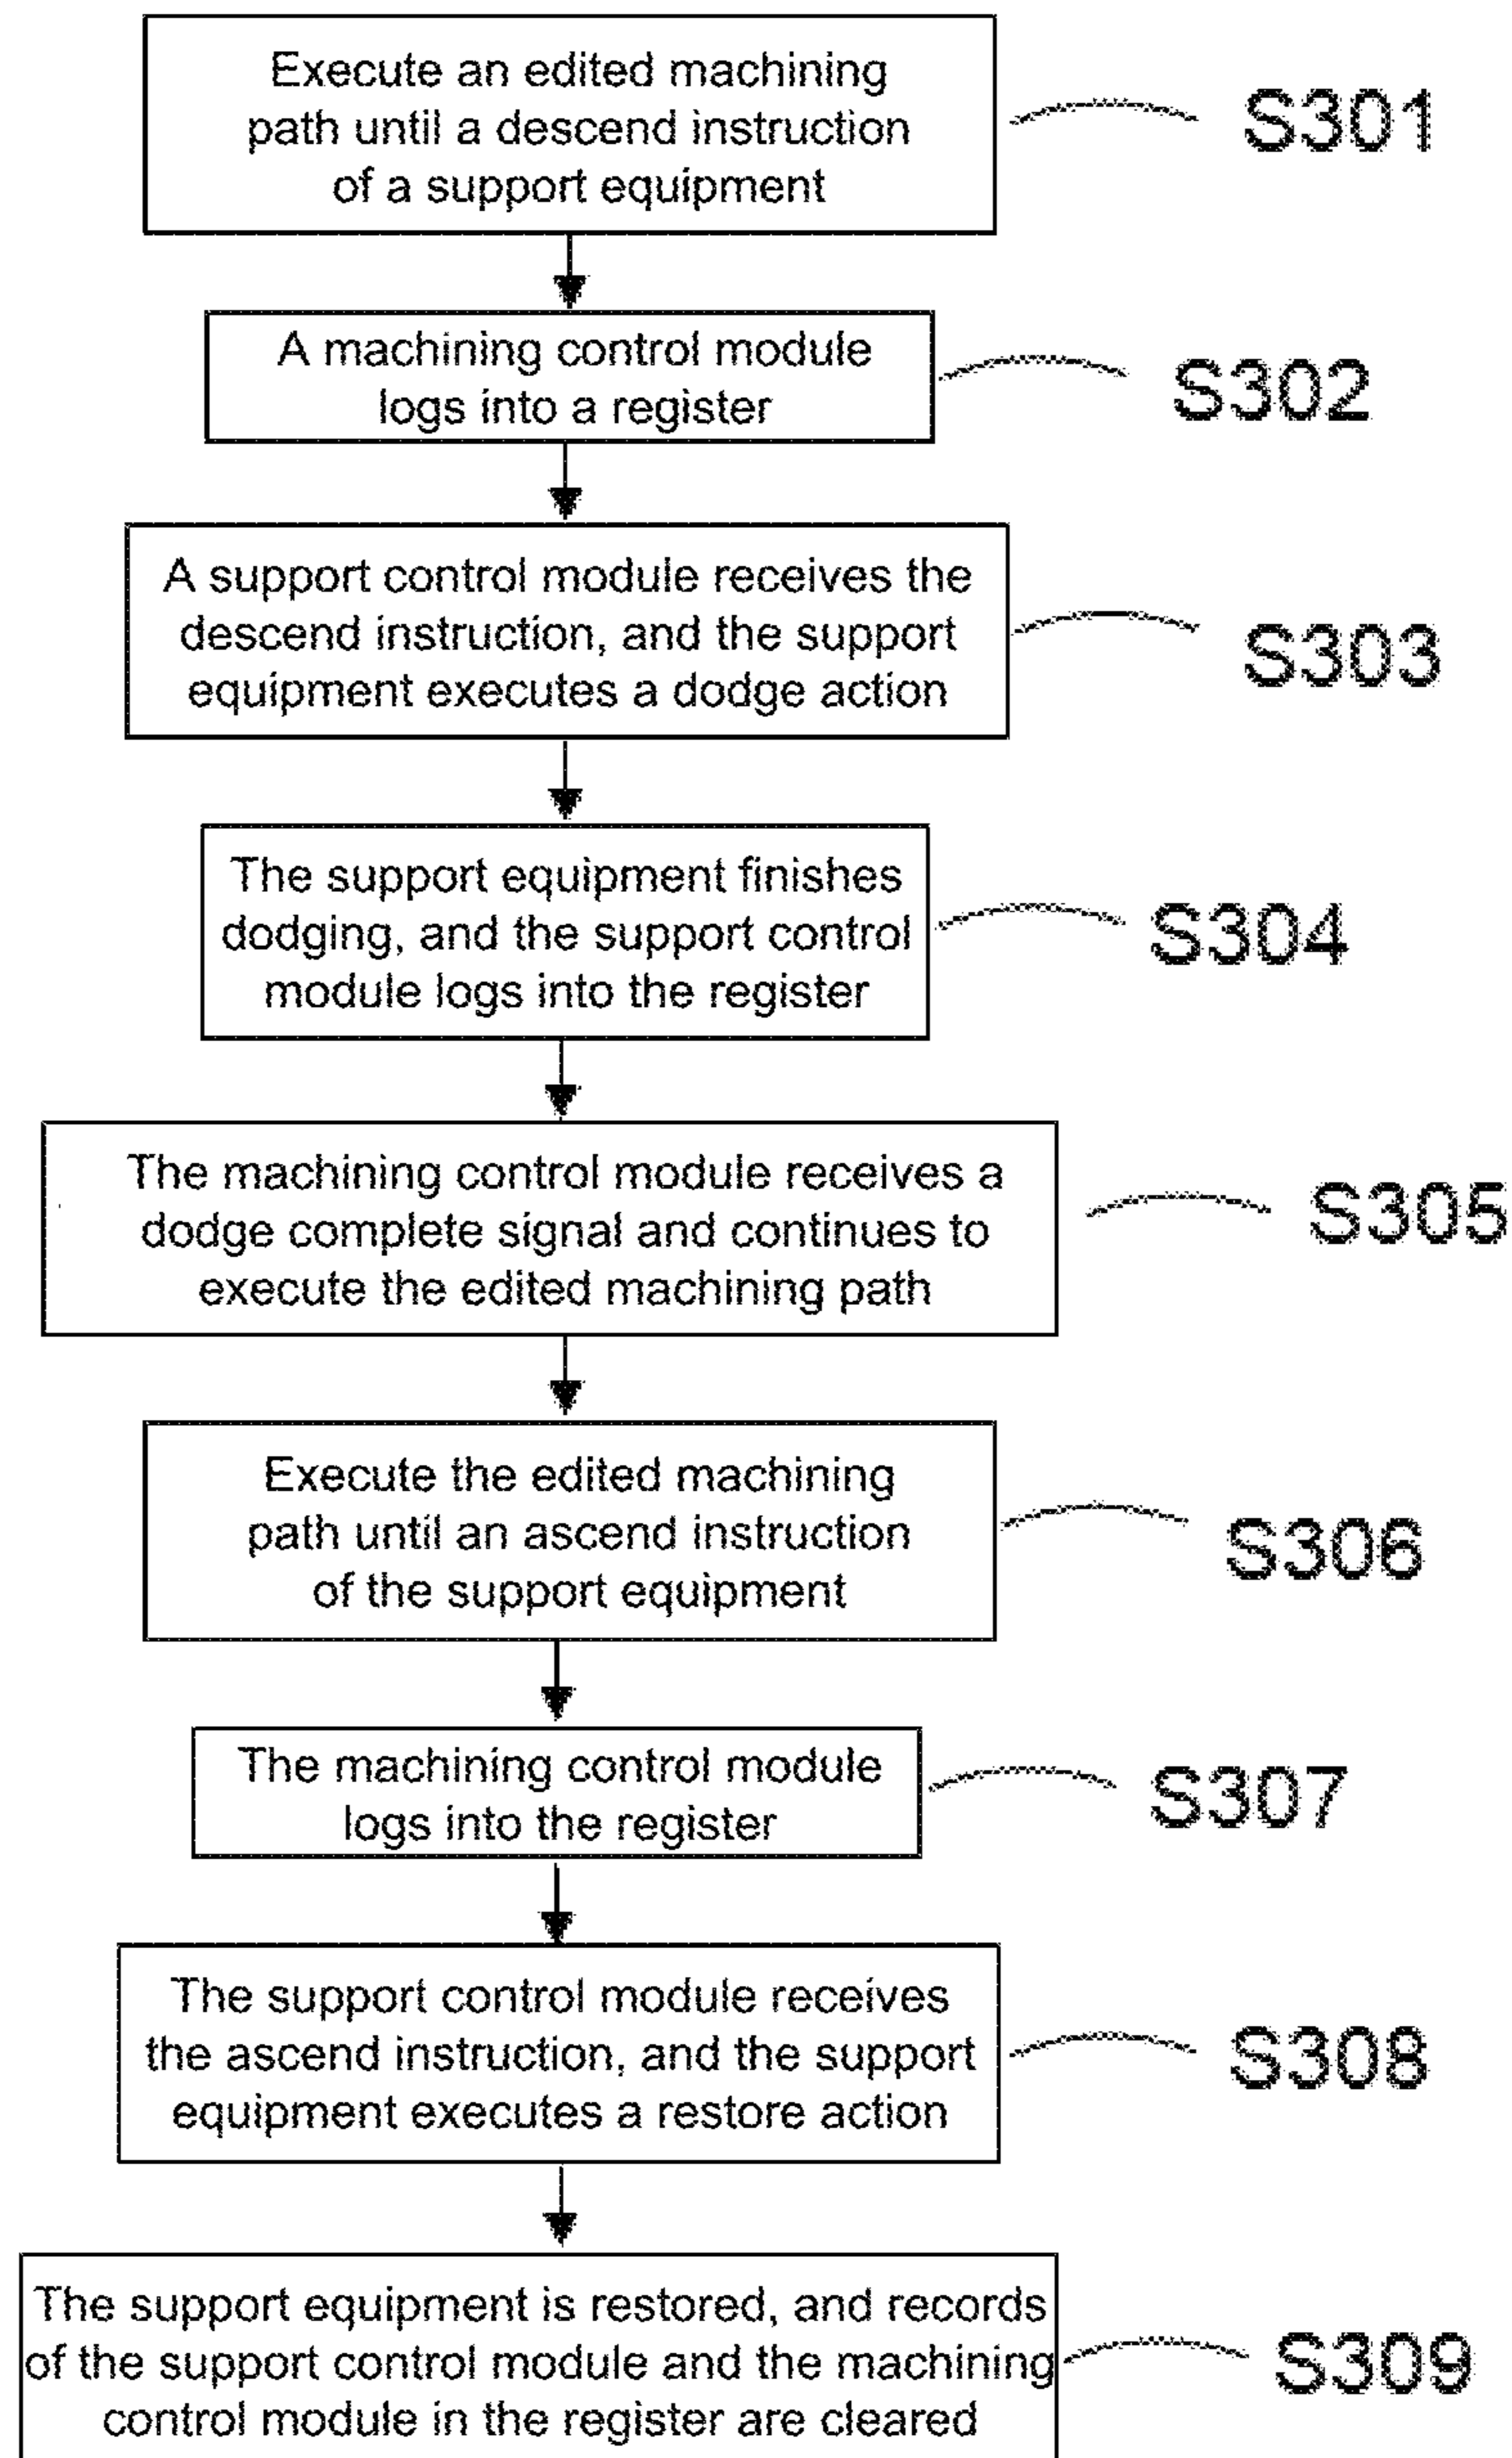 Execute an edited machining
path until a descend instruction
of a support equipment
S301
A machining control module
logs into a register
S302
A support control module receives the
descend instruction, and the support
equipment executes a dodge action
S303
The support equipment finishes
dodging, and the support control
module logs into the register
S304
The machining control module receives a
dodge complete signal and continues to
execute the edited machining path
S305
Execute the edited machining
path until an ascend instruction
of the support equipment
S306
The machining control module
logs into the register
S307
The support control module receives
the ascend instruction, and the support
equipment executes a restore action
S308
The support equipment is restored, and records
of the support control module and the machining
control module in the register are cleared
S309